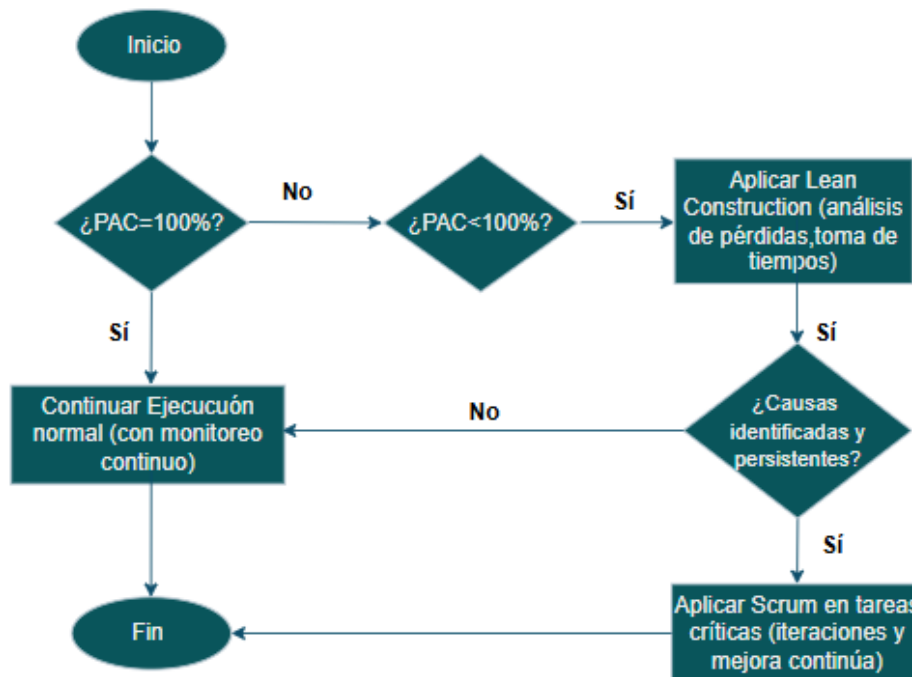 Inicio
¿PAC=100%?
No
¿PAC<100%?
Sí
Aplicar Lean
Construction (análisis
de pérdidas,toma de
tiempos)
Sí
Sí
Continuar Ejecucuón
normal (con monitoreo
continuo)
No
¿Causas
identificadas y
persistentes?
Sí
Fin
Aplicar Scrum en tareas
críticas (iteraciones y
mejora continúa)